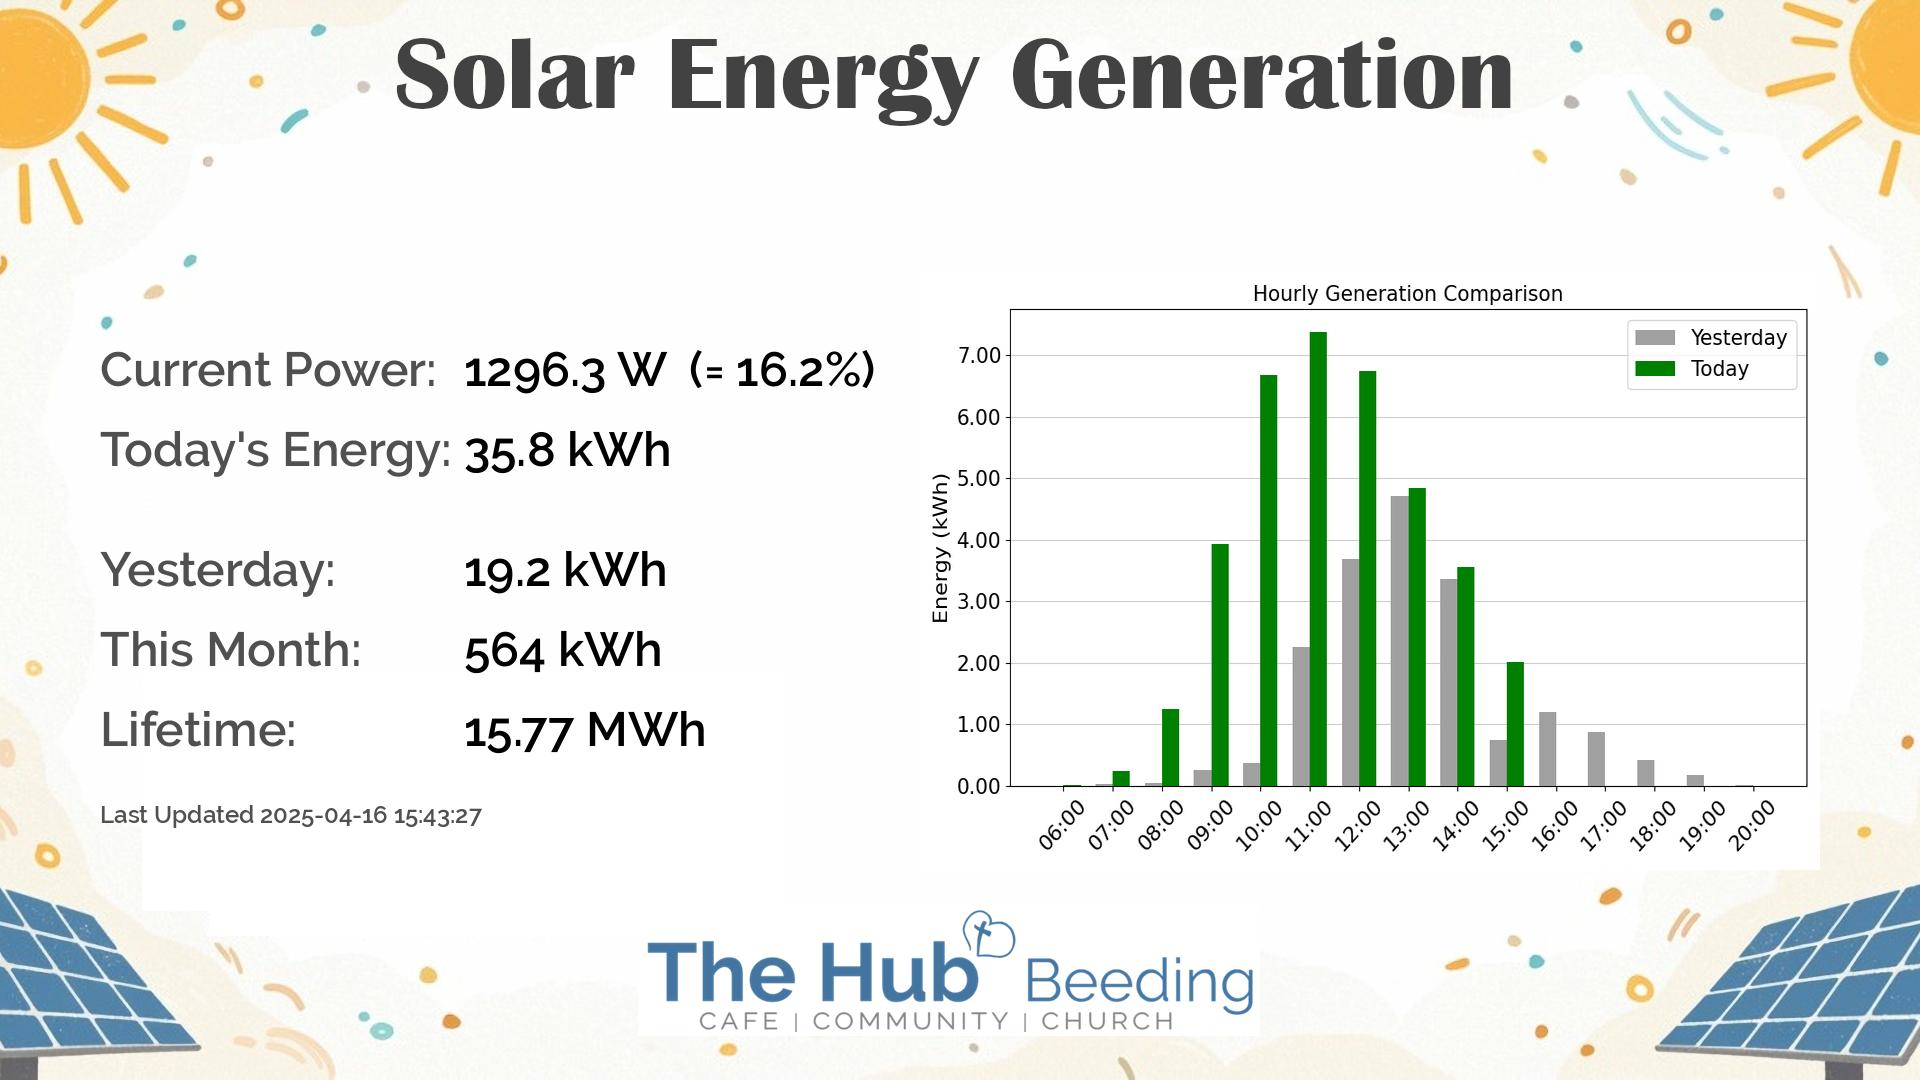 Solar Energy Generation
Current Power: 1296.3 W (= 16.2%)
Today's Energy: 35.8 kWh
Yesterday: 19.2 kWh
This Month: 564 kWh
Lifetime: 15.77 MWh
Last Updated 2025-04-16 15:43:27
Hourly Generation Comparison
Yesterday
Today
Energy (kWh)
7.00
6.00
5.00
4.00
3.00
2.00
1.00
0.00
06:00 07:00 08:00 09:00 10:00 11:00 12:00 13:00 14:00 15:00 16:00 17:00 18:00 19:00 20:00
The Hub Beeding
CAFE | COMMUNITY | CHURCH